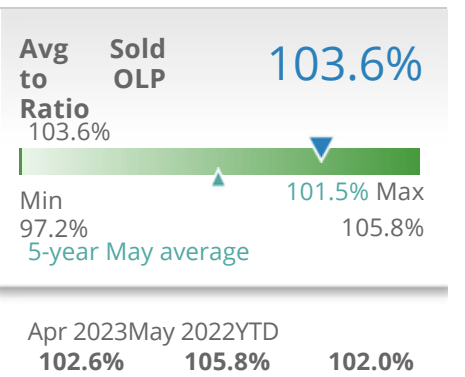 Avg Sold
to OLP
Ratio
103.6%
103.6%
101.5% Max
Min
97.2% 105.8%
5-year May average
Apr 2023May 2022YTD
102.6% 105.8% 102.0%